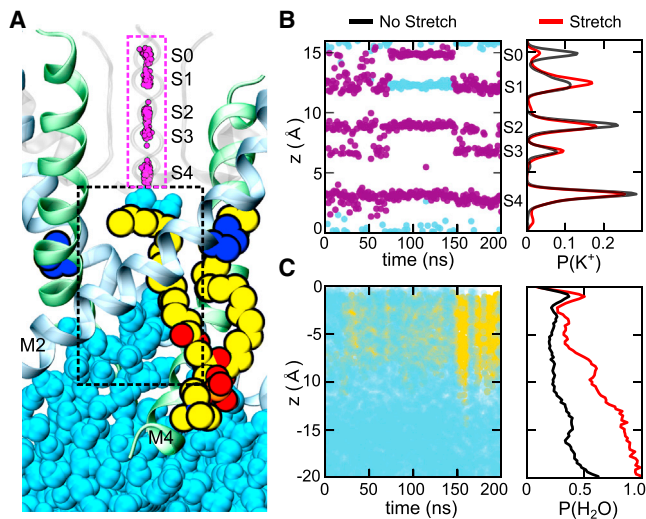 A
S0
S1
S2
S3
S4
M2
M4
B
No Stretch
Stretch
15
10
5
0
z (Å)
0
50
100
150
200
time (ns)
S0
S1
S2
S3
S4
0
0.1
0.2
P(K⁺)
C
0
-5
-10
-15
-20
z (Å)
0
50
100
150
200
time (ns)
0
0.5
1.0
P(H₂O)